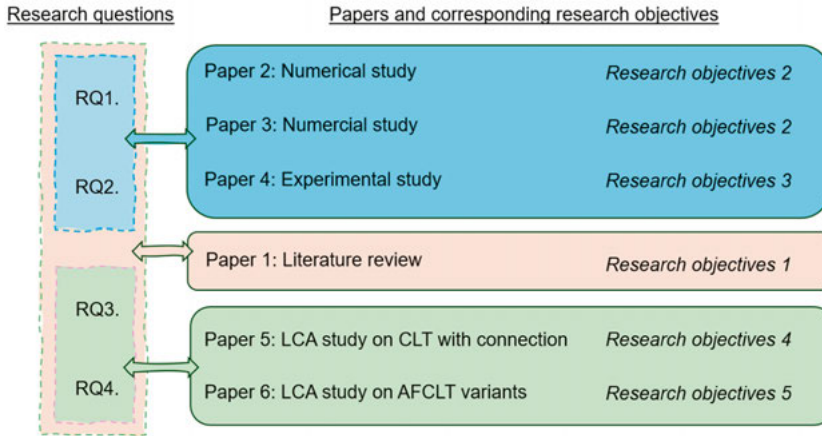 Research questions
Papers and corresponding research objectives
RQ1.
RQ2.
RQ3.
RQ4.
Paper 2: Numerical study Research objectives 2
Paper 3: Numercial study Research objectives 2
Paper 4: Experimental study Research objectives 3
Paper 1: Literature review Research objectives 1
Paper 5: LCA study on CLT with connection Research objectives 4
Paper 6: LCA study on AFCLT variants Research objectives 5